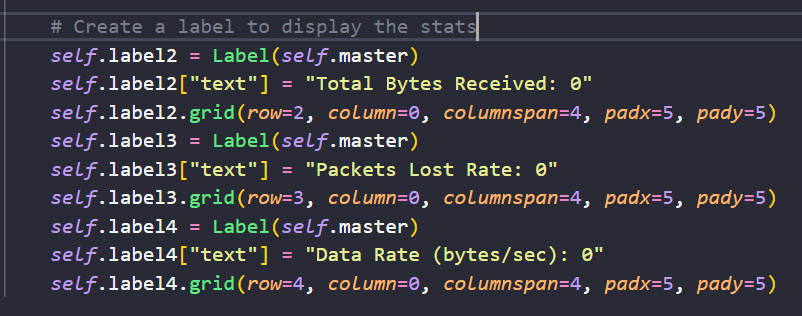 # Create a label to display the stats
self.label2 = Label(self.master)
self.label2["text"] = "Total Bytes Received: 0"
self.label2.grid(row=2, column=0, columnspan=4, padx=5, pady=5)
self.label3 = Label(self.master)
self.label3["text"] = "Packets Lost Rate: 0"
self.label3.grid(row=3, column=0, columnspan=4, padx=5, pady=5)
self.label4 = Label(self.master)
self.label4["text"] = "Data Rate (bytes/sec): 0"
self.label4.grid(row=4, column=0, columnspan=4, padx=5, pady=5)